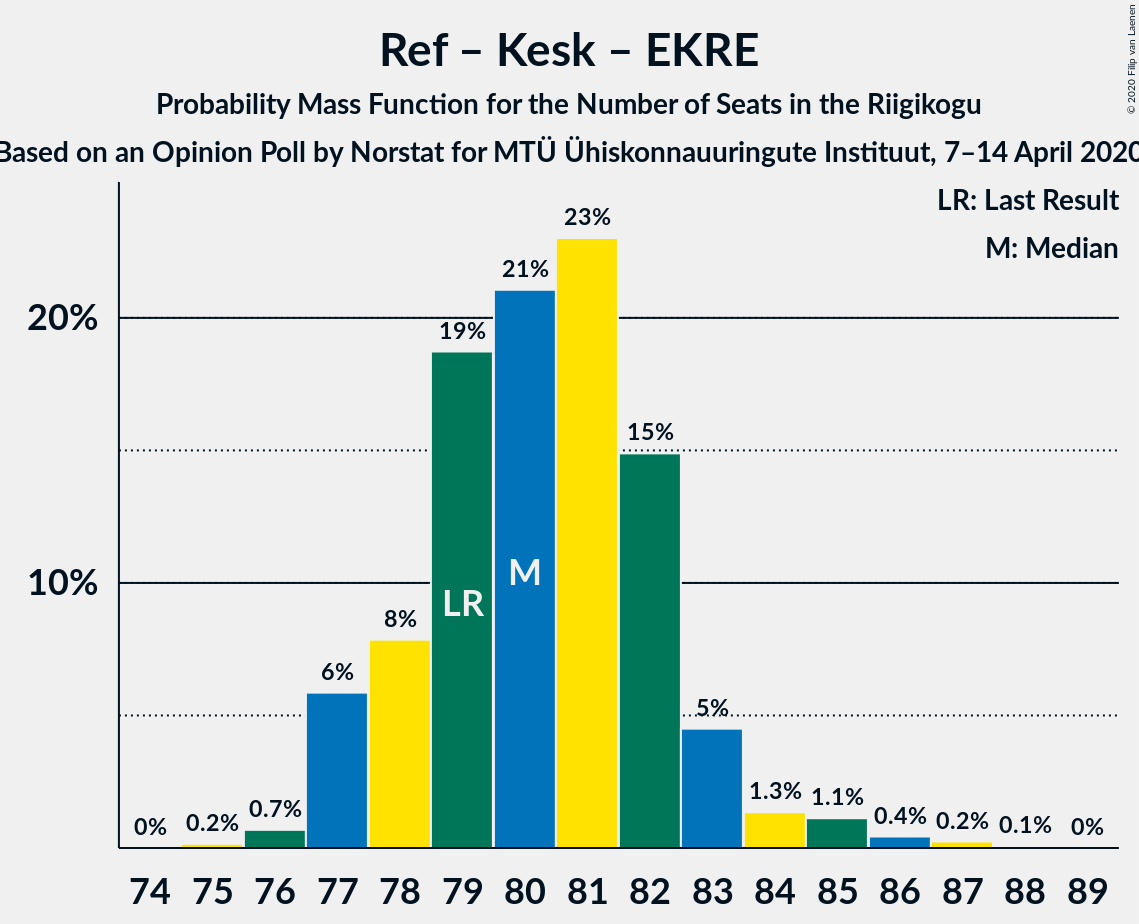 Ref – Kesk – EKRE
Probability Mass Function for the Number of Seats in the Riigikogu
Based on an Opinion Poll by Norstat for MTÜ Ühiskonnauuringute Instituut, 7–14 April 2020
© 2020 Filip van Laenen
LR: Last Result
M: Median
23%
21%
20%
19%
15%
M
10%
LR
8%
6%
5%
1.3%
1.1%
0.7%
0.4%
0% 0.2% 0.2% 0.1% 0%
74 75 76 77 78 79 80 81 82 83 84 85 86 87 88 89